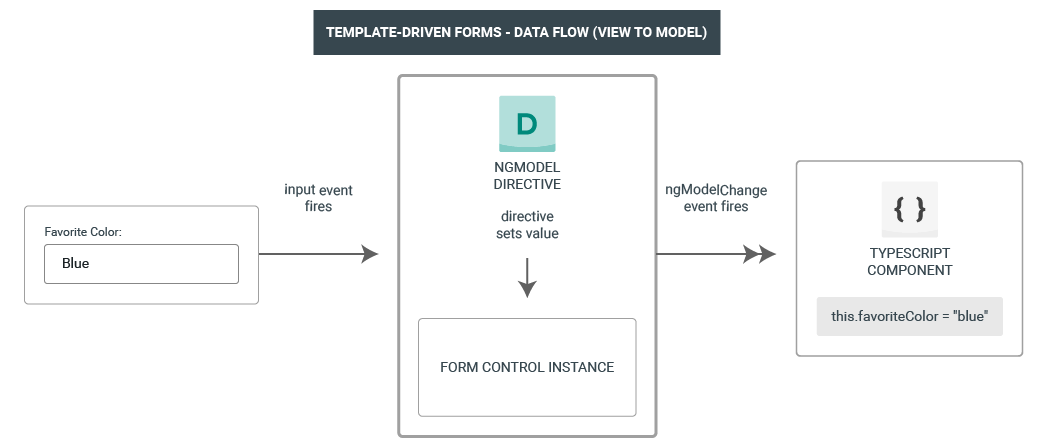 TEMPLATE-DRIVEN FORMS - DATA FLOW (VIEW TO MODEL)
Favorite Color:
Blue
input event
fires
D
NGMODEL
DIRECTIVE
directive
sets value
FORM CONTROL INSTANCE
ngModelChange
event fires
{ }
TYPESCRIPT
COMPONENT
this.favoriteColor = "blue"